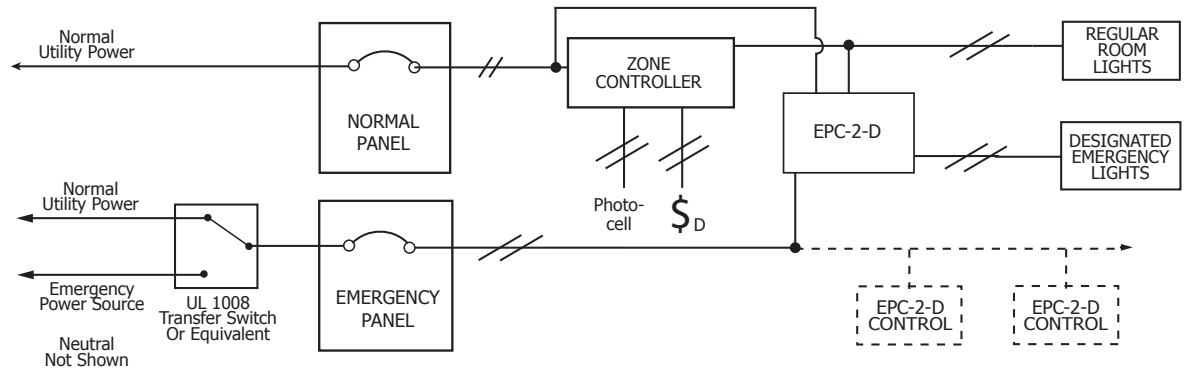 Normal
Utility Power
NORMAL
PANEL
ZONE
CONTROLLER
REGULAR
ROOM
LIGHTS
EPC-2-D
DESIGNATED
EMERGENCY
LIGHTS
Photo-
cell
$D
Normal
Utility Power
Emergency
Power Source
UL 1008
Transfer Switch
Or Equivalent
EMERGENCY
PANEL
EPC-2-D
CONTROL
EPC-2-D
CONTROL
Neutral
Not Shown